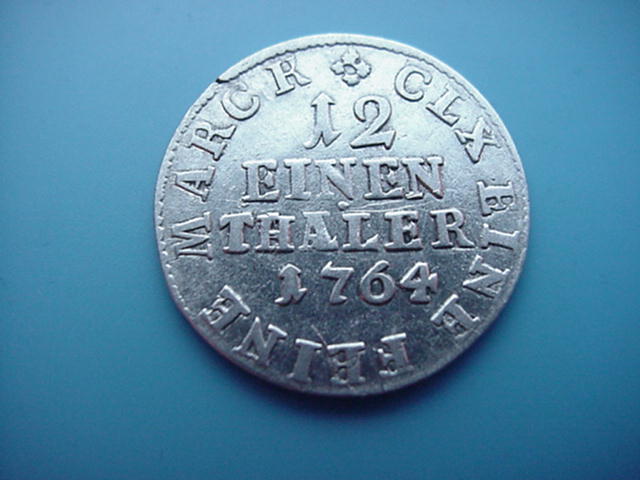 CLX EINE FEINE MARCK
12
EINEN
THALER
1764